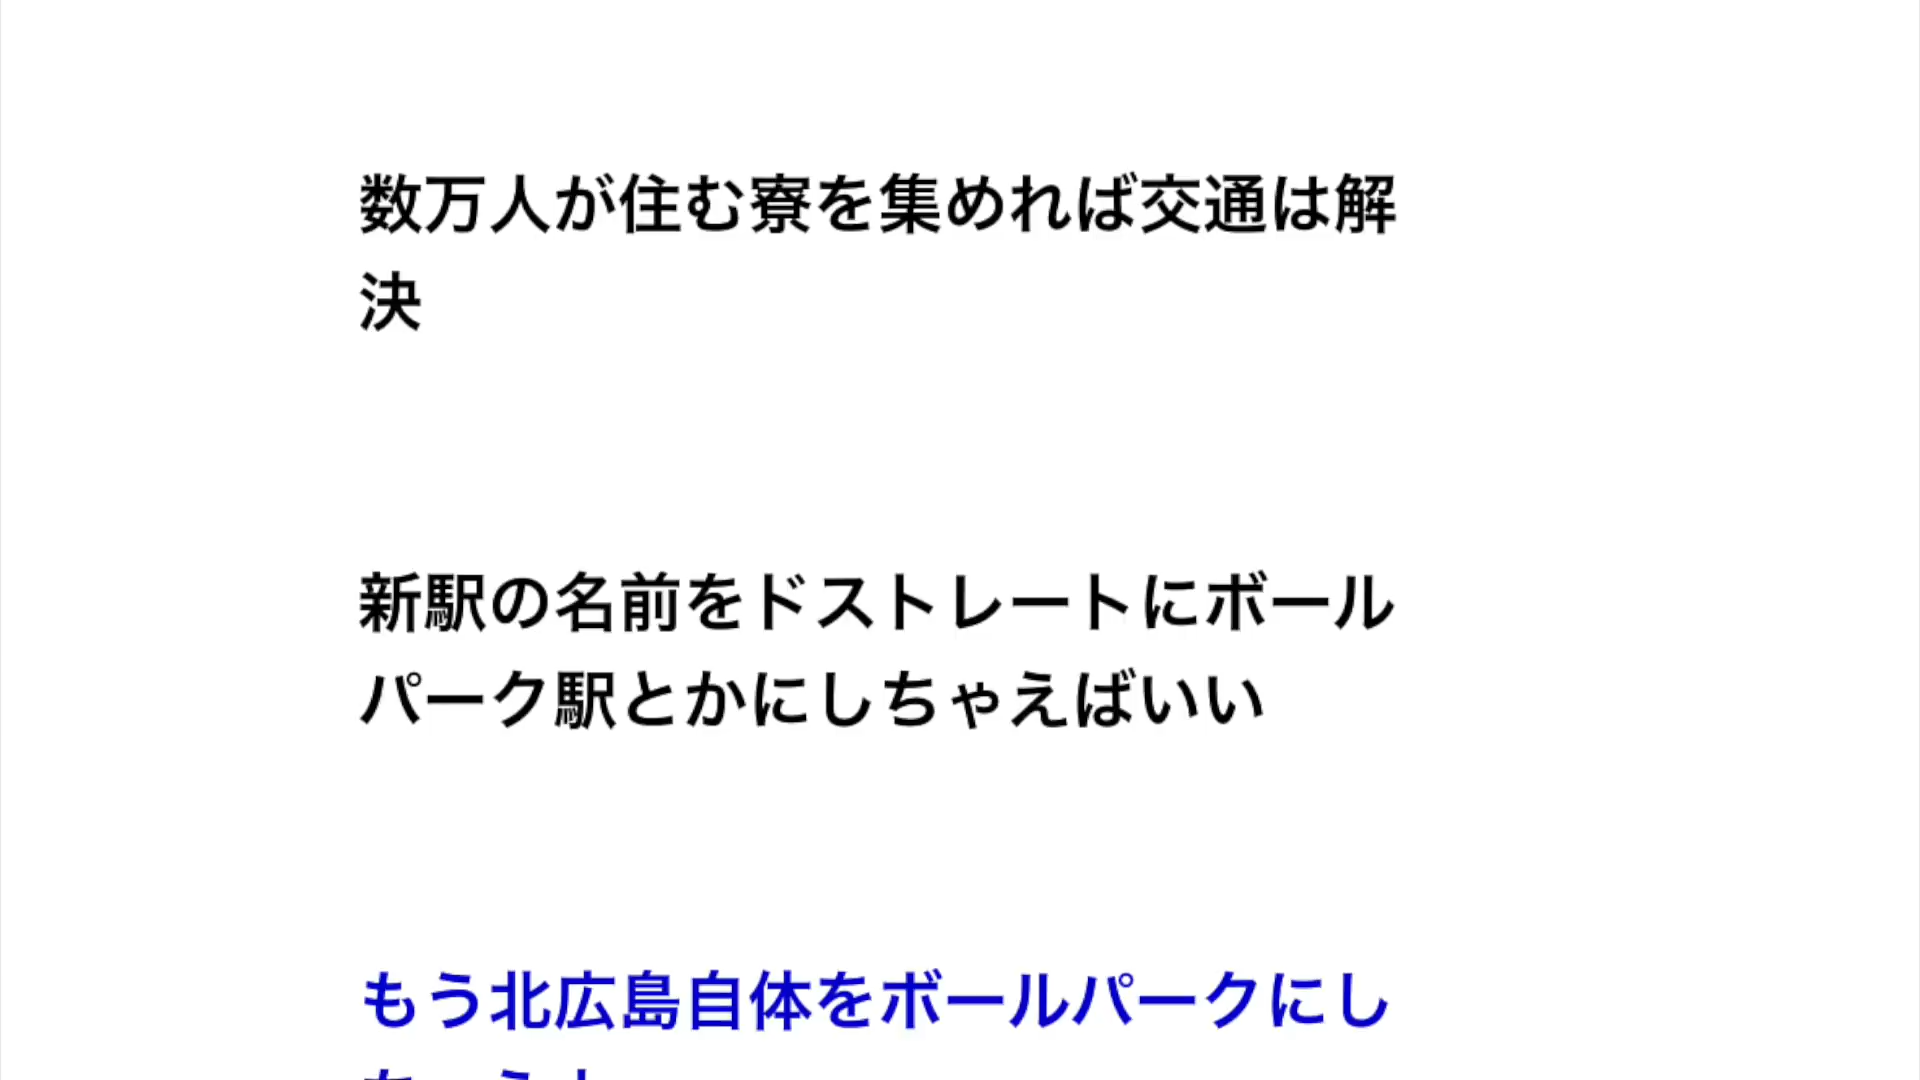 数万人が住む寮を集めれば交通は解
決
新駅の名前をドストレートにボール
パーク駅とかにしちゃえばいい
もう北広島自体をボールパークにし